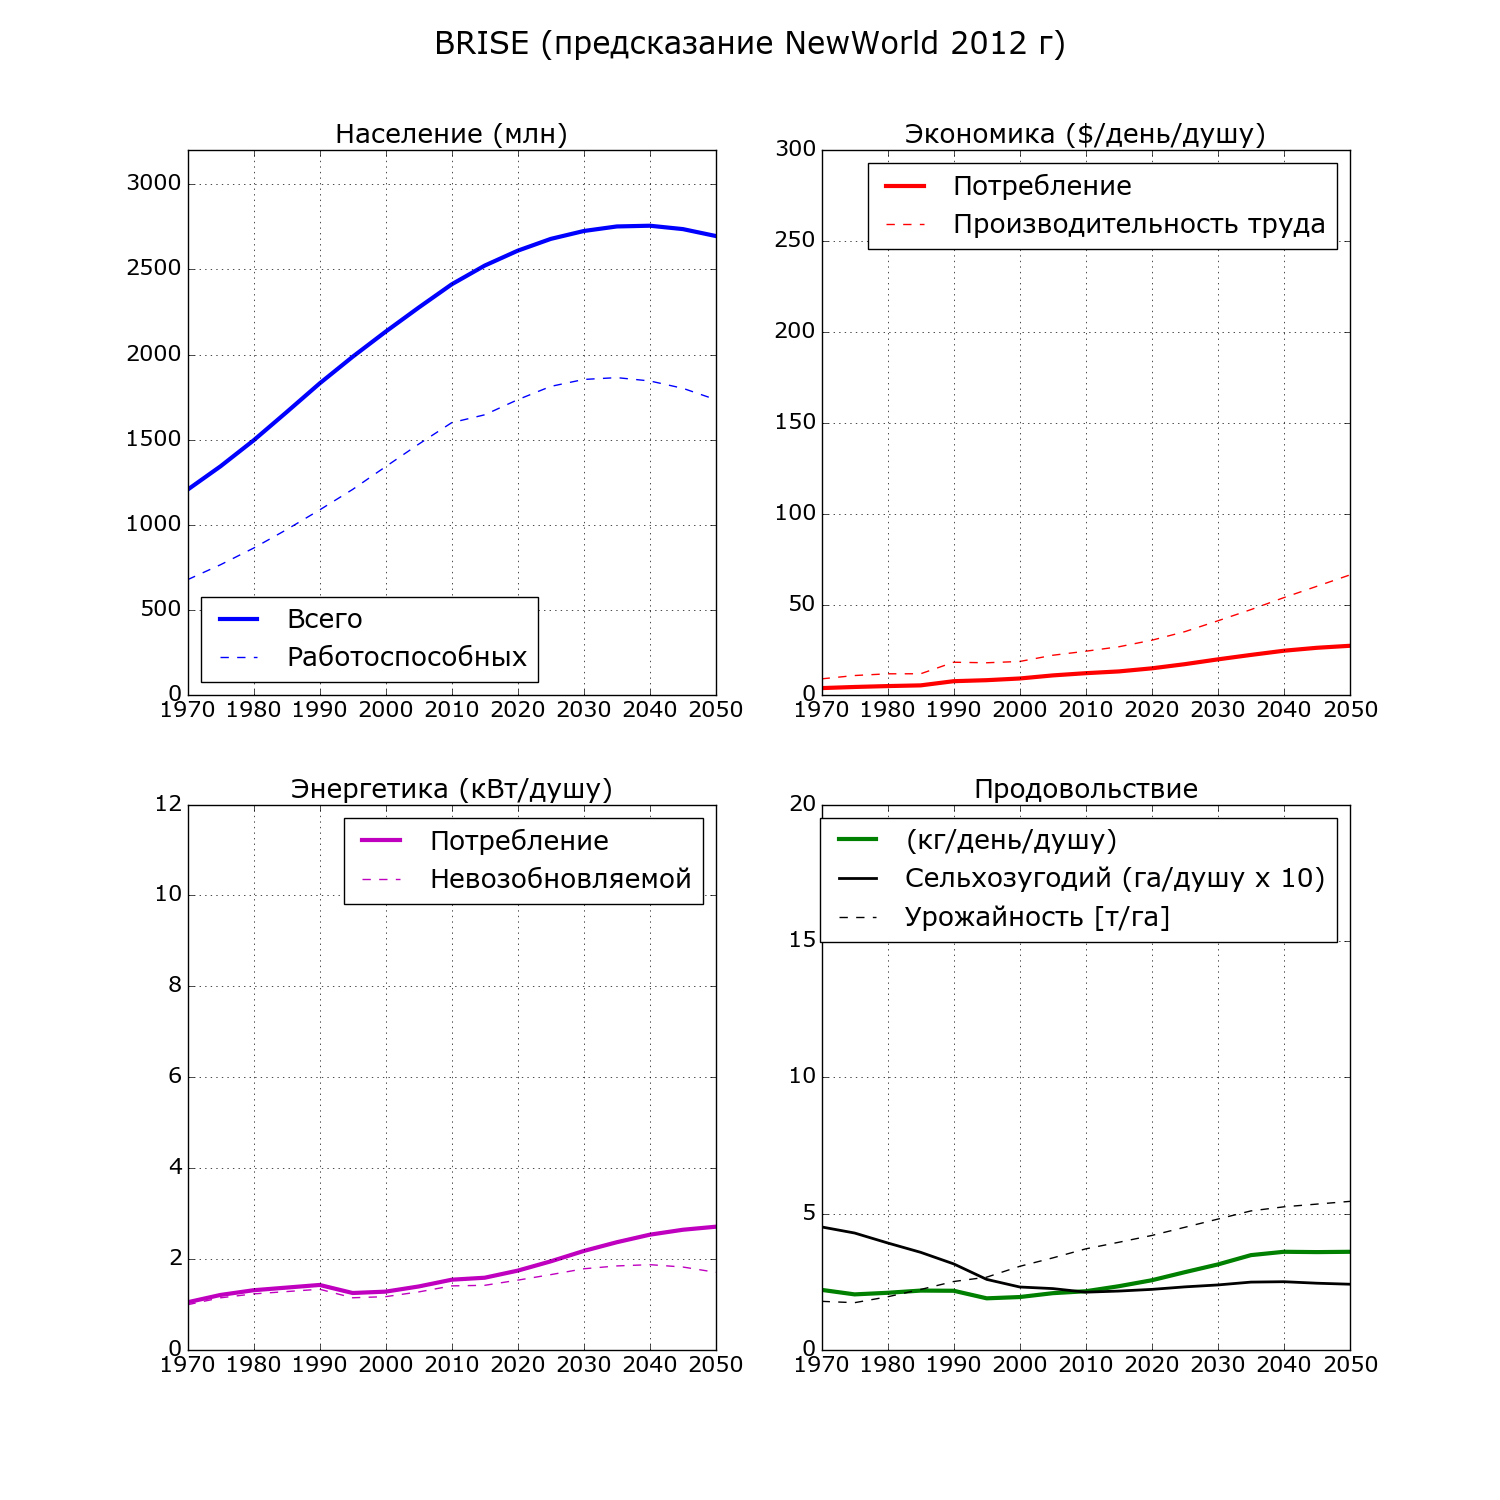 BRISE (предсказание NewWorld 2012 г)
Население (млн)
3000
2500
2000
1500
1000
500
0
Всего
Работоспособных
1970 1980 1990 2000 2010 2020 2030 2040 2050
Экономика ($/день/душу)
300
250
200
150
100
50
0
Потребление
Производительность труда
1970 1980 1990 2000 2010 2020 2030 2040 2050
Энергетика (кВт/душу)
12
10
8
6
4
2
0
Потребление
Невозобновляемой
1970 1980 1990 2000 2010 2020 2030 2040 2050
Продовольствие
20
15
10
5
0
(кг/день/душу)
Сельхозугодий (га/душу x 10)
Урожайность [т/га]
1970 1980 1990 2000 2010 2020 2030 2040 2050